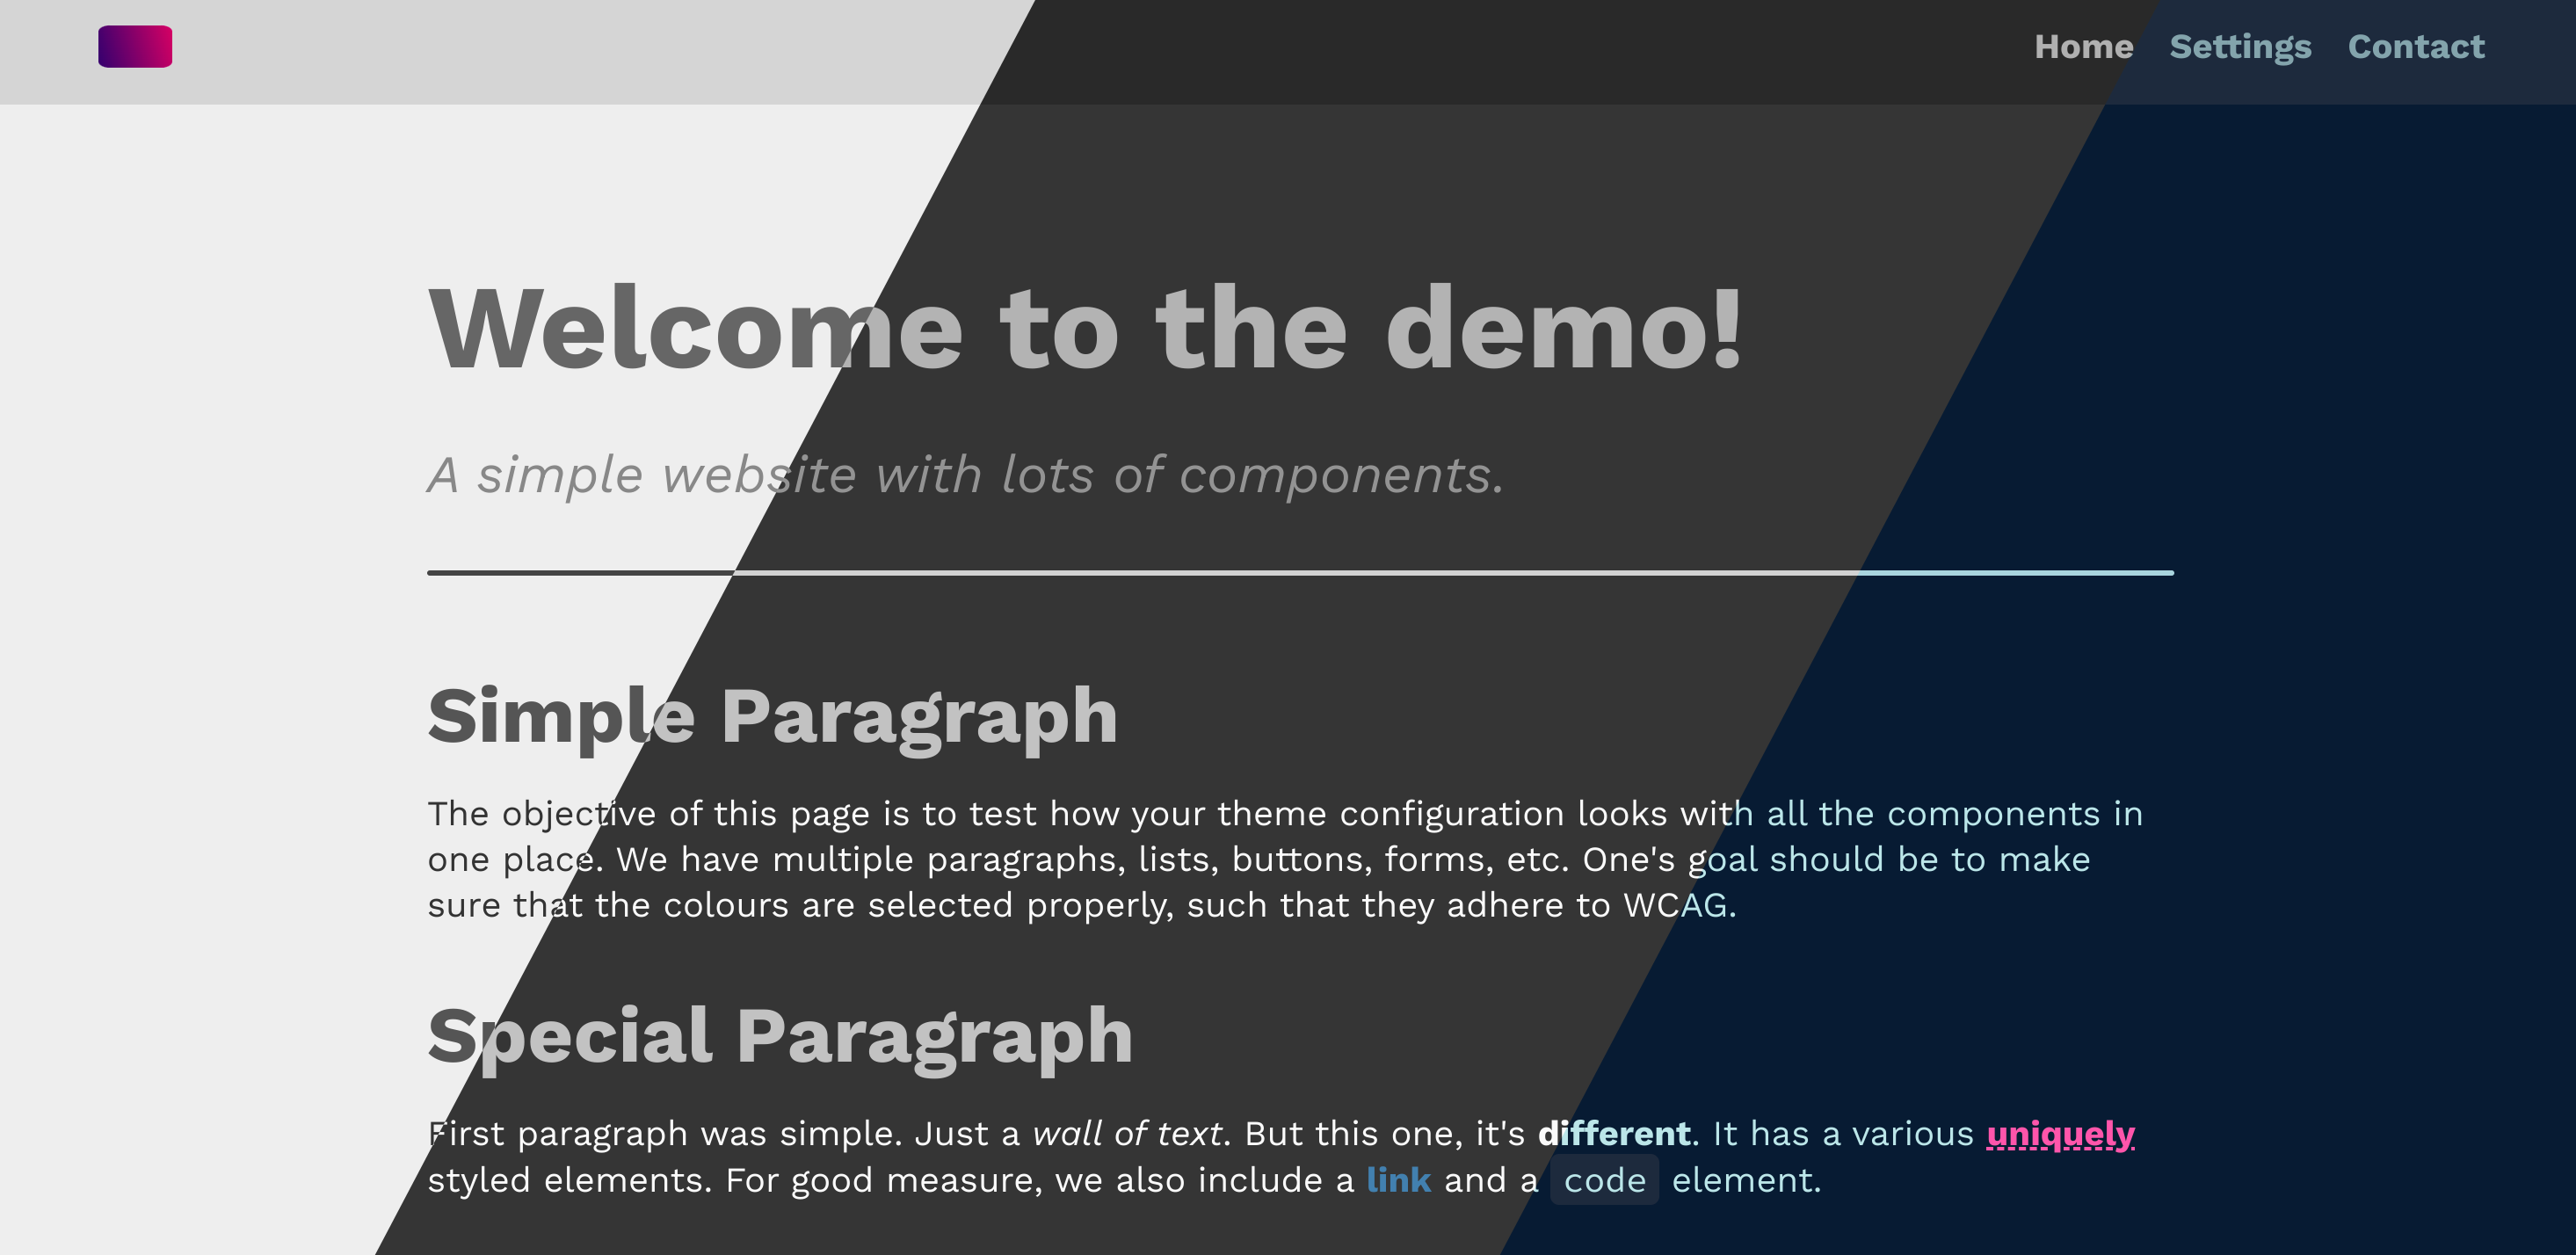 Home Settings Contact
Welcome to the demo!
A simple website with lots of components.
Simple Paragraph
The objective of this page is to test how your theme configuration looks with all the components in
one place. We have multiple paragraphs, lists, buttons, forms, etc. One's goal should be to make
sure that the colours are selected properly, such that they adhere to WCAG.
Special Paragraph
First paragraph was simple. Just a wall of text. But this one, it's different. It has a various uniquely
styled elements. For good measure, we also include a link and a code element.